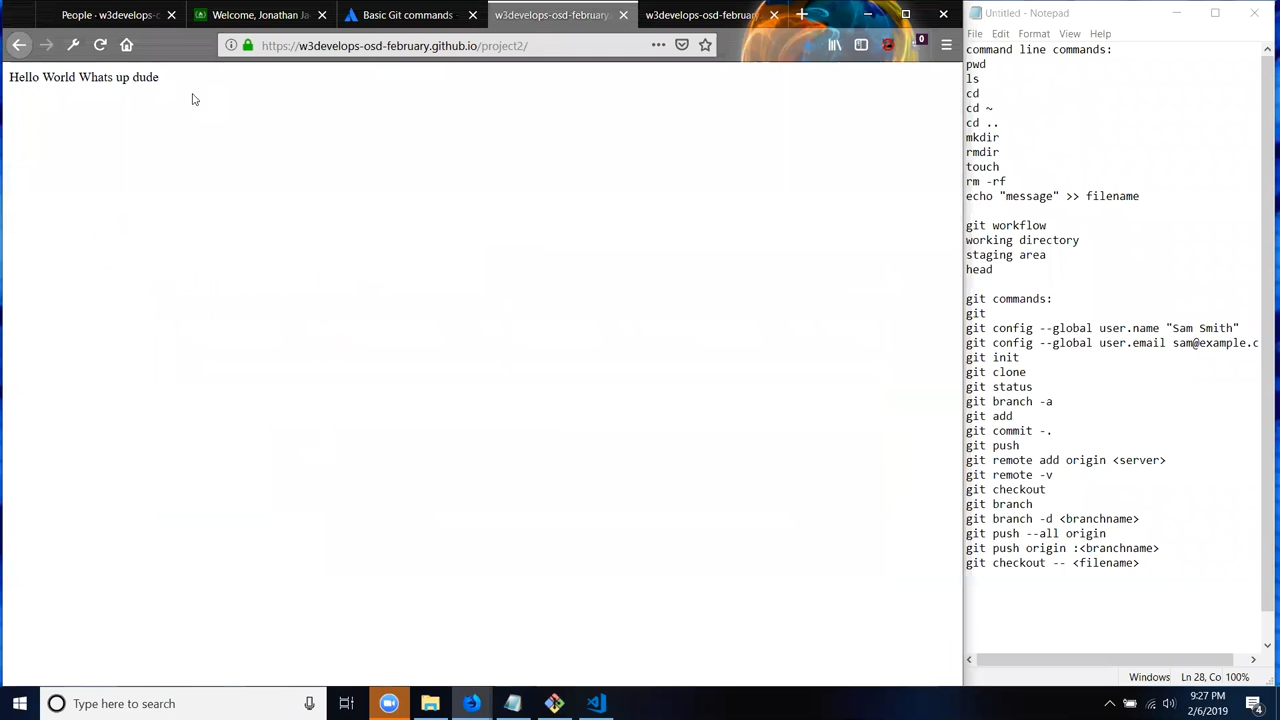 People - w3develops-os
Welcome, Jonathan
Basic Git commands
w3develops-osd-february
w3develops-osd-february
https://w3develops-osd-february.github.io/project2/
0
Hello World Whats up dude
Untitled - Notepad
File Edit Format View Help
command line commands:
pwd
ls
cd
cd ~
cd ..
mkdir
rmdir
touch
rm -rf
echo "message" >> filename
git workflow
working directory
staging area
head
git commands:
git
git config --global user.name "Sam Smith"
git config --global user.email sam@example.c
git init
git clone
git status
git branch -a
git add
git commit -.
git push
git remote add origin <server>
git remote -v
git checkout
git branch
git branch -d <branchname>
git push --all origin
git push origin :<branchname>
git checkout -- <filename>
Windows
Ln 28, Co
100%
Type here to search
9:27 PM
2/6/2019
4